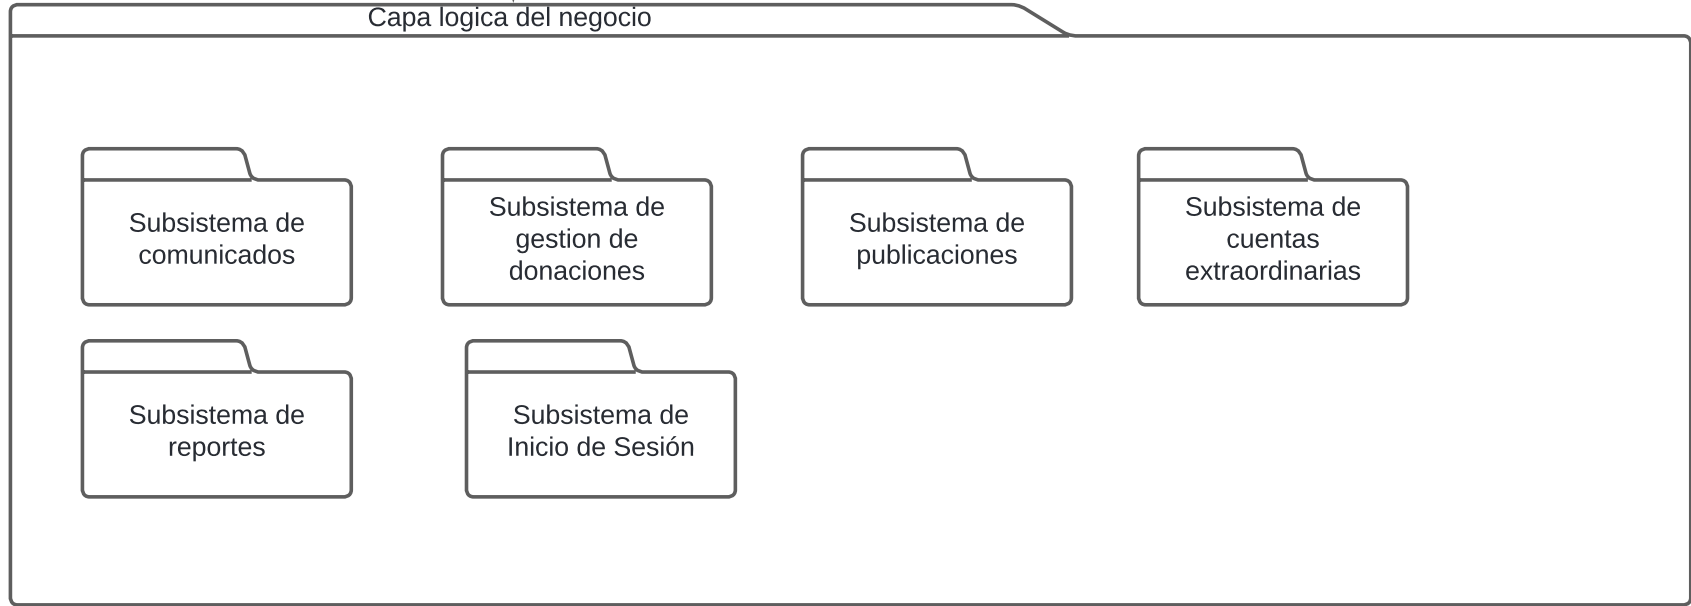 Capa logica del negocio
Subsistema de
comunicados
Subsistema de
gestion de
donaciones
Subsistema de
publicaciones
Subsistema de
cuentas
extraordinarias
Subsistema de
reportes
Subsistema de
Inicio de Sesión